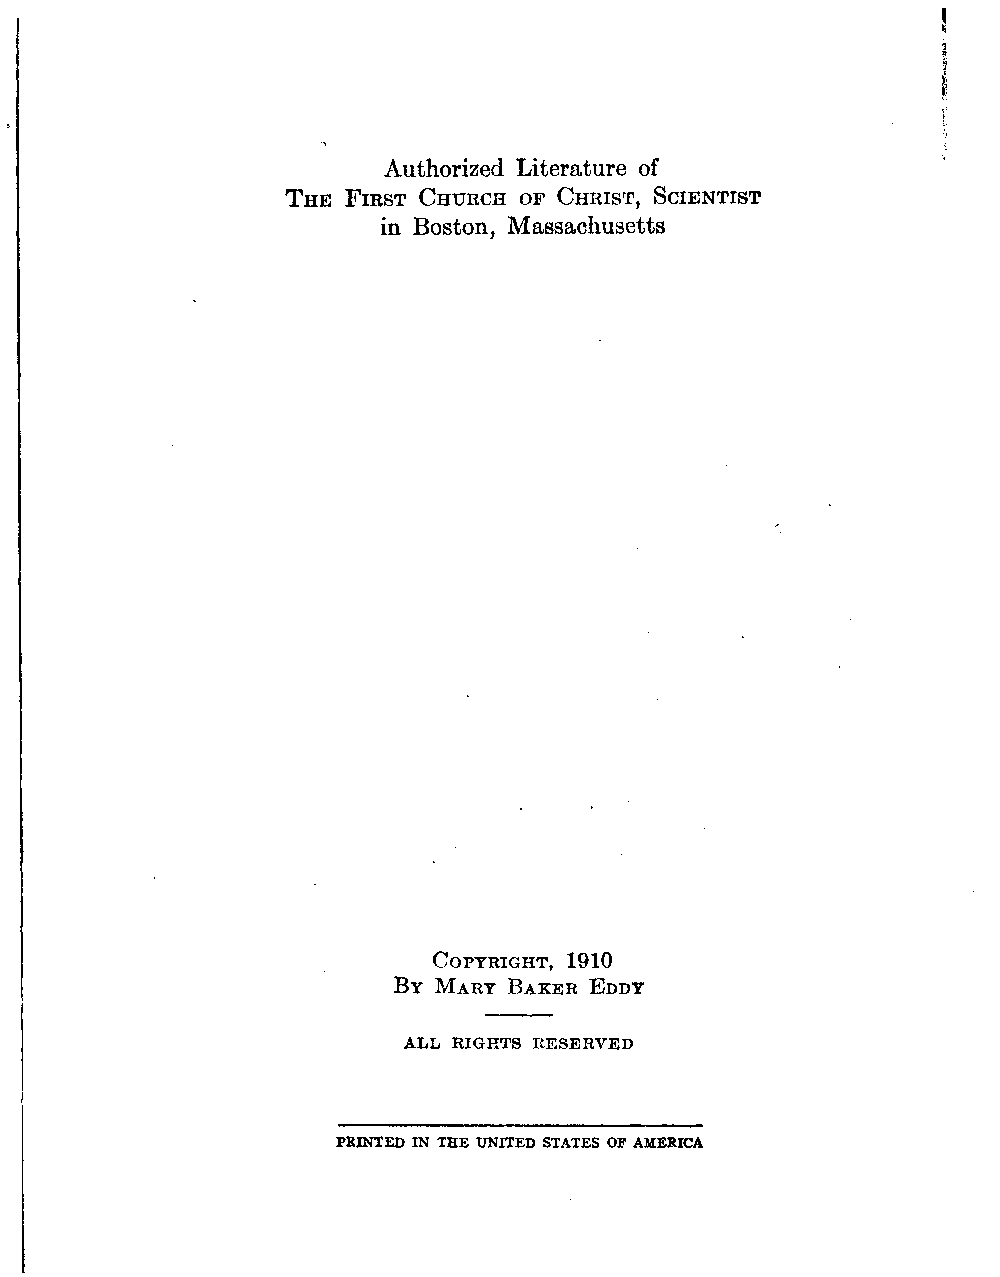 Authorized Literature of
THE FIRST CHURCH OF CHRIST, SCIENTIST
in Boston, Massachusetts
COPYRIGHT, 1910
BY MARY BAKER EDDY
ALL RIGHTS RESERVED
PRINTED IN THE UNITED STATES OF AMERICA